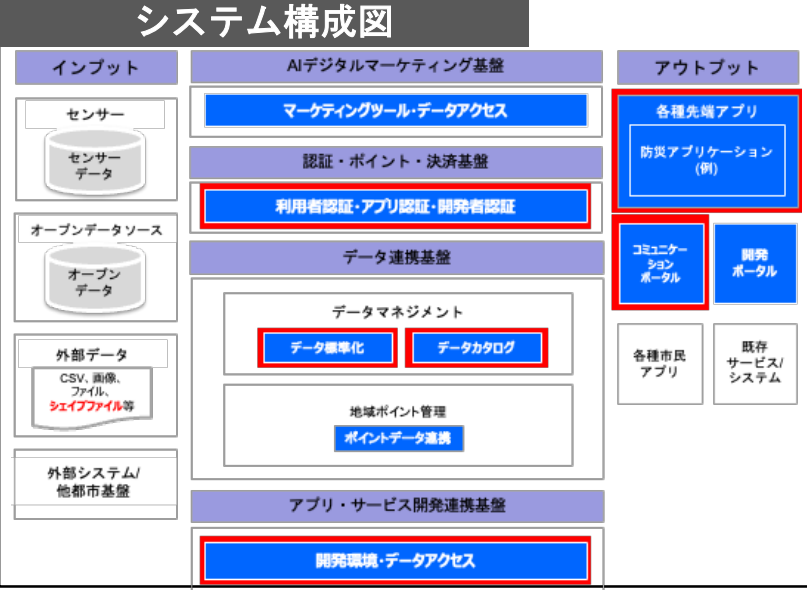 システム構成図
インプット
センサー
センサー
データ
オープンデータソース
オープン
データ
外部データ
CSV、画像、
ファイル、
シェイプファイル等
外部システム/
他都市基盤
AIデジタルマーケティング基盤
マーケティングツール・データアクセス
認証・ポイント・決済基盤
利用者認証・アプリ認証・開発者認証
データ連携基盤
データマネジメント
データ標準化
データカタログ
地域ポイント管理
ポイントデータ連携
アプリ・サービス開発連携基盤
開発環境・データアクセス
アウトプット
各種先端アプリ
防災アプリケーション
(例)
コミュニケー
ション
ポータル
開発
ポータル
各種市民
アプリ
既存
サービス/
システム